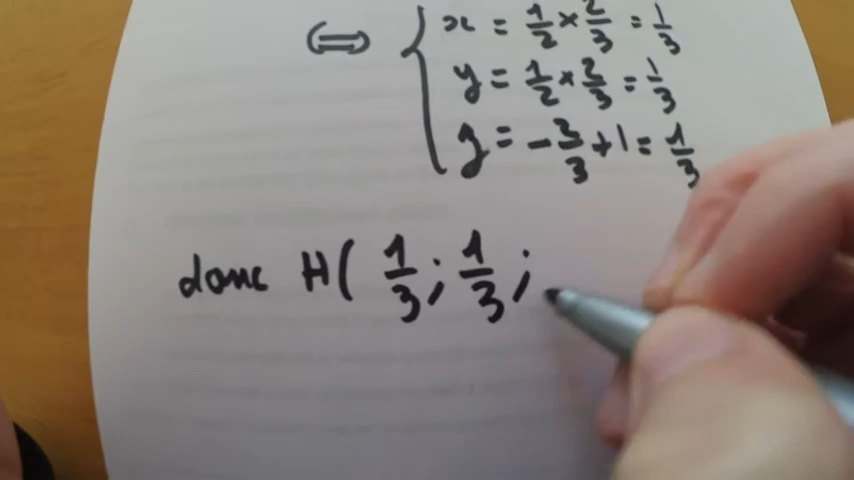 x = 1/2 × 2/3 = 1/3
⇔ { y = 1/2 × 2/3 = 1/3
z = - 2/3 + 1 = 1/3
donc H( 1/3 ; 1/3 ;